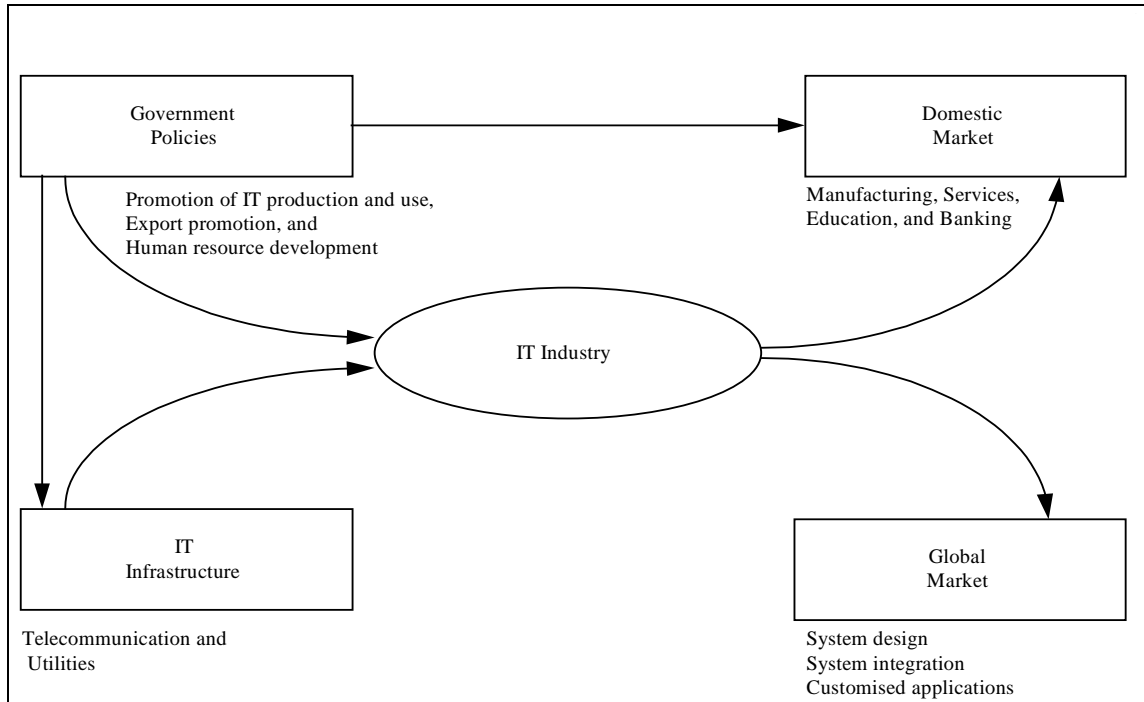 Government
Policies
Domestic
Market
Promotion of IT production and use,
Export promotion, and
Human resource development
Manufacturing, Services,
Education, and Banking
IT Industry
IT
Infrastructure
Global
Market
Telecommunication and
Utilities
System design
System integration
Customised applications